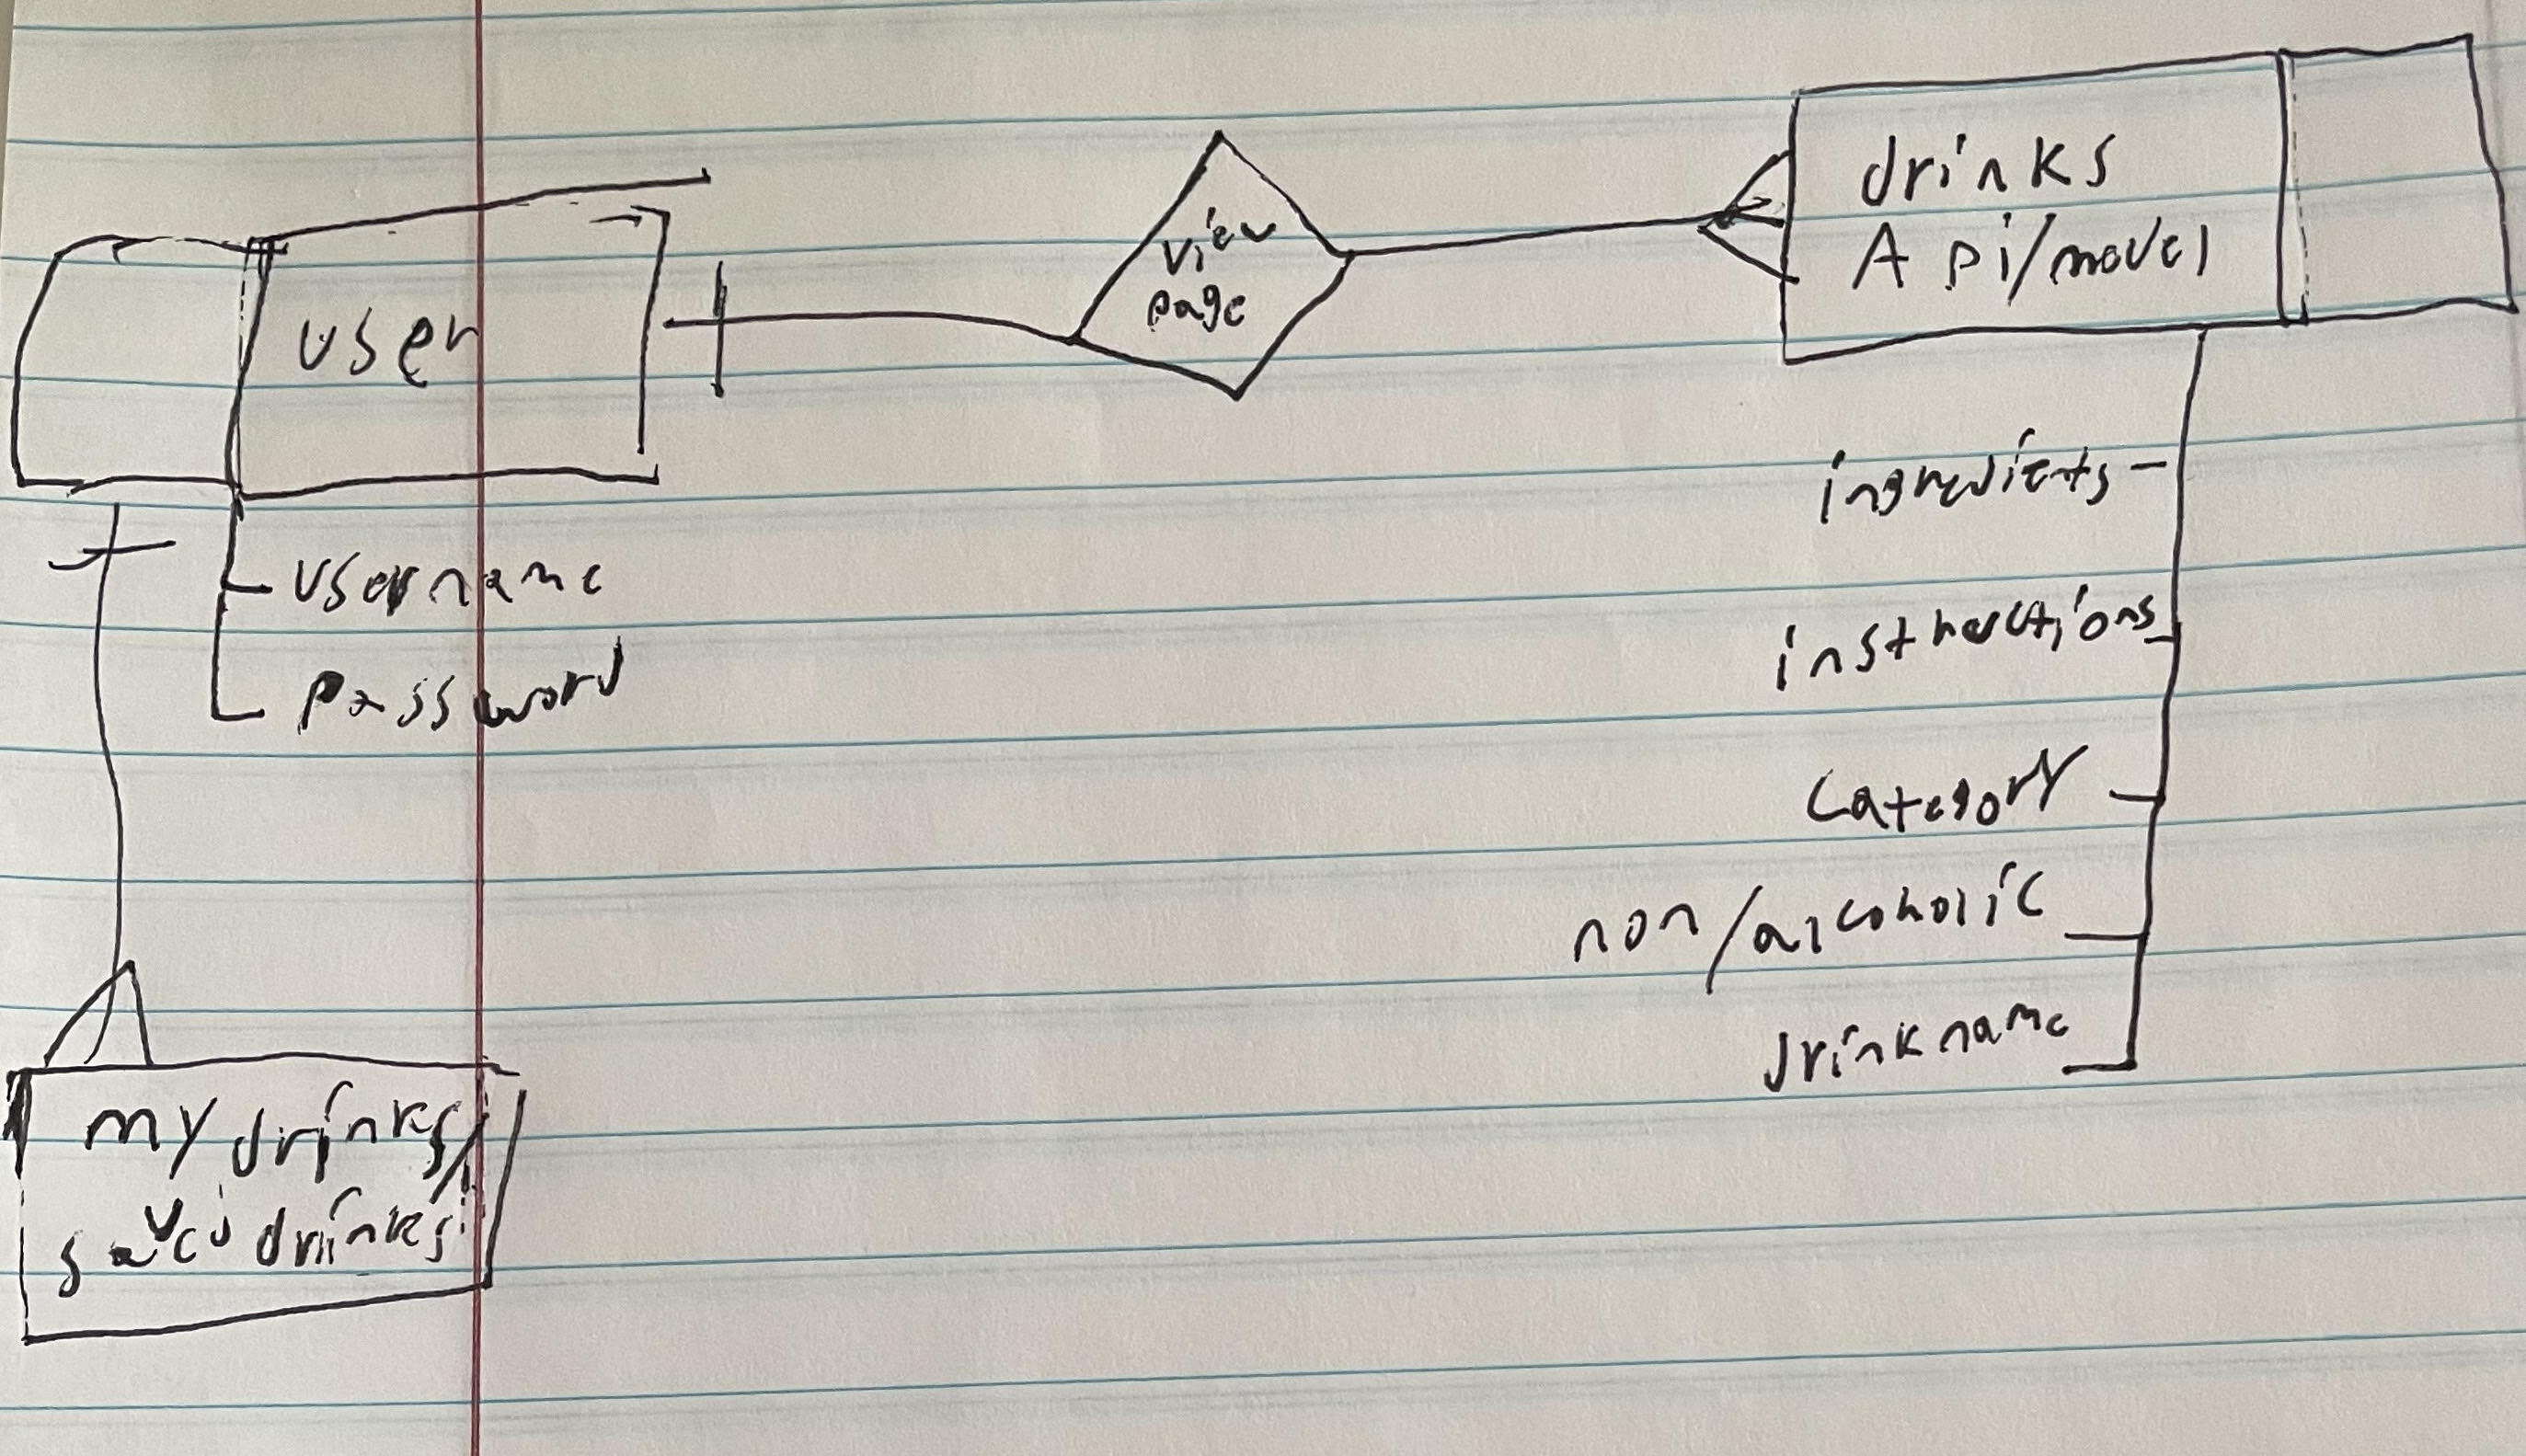 user
username
password
view
page
drinks
Api/model
ingredients
instructions
category
non/alcoholic
drinkname
my drinks/
saved drinks